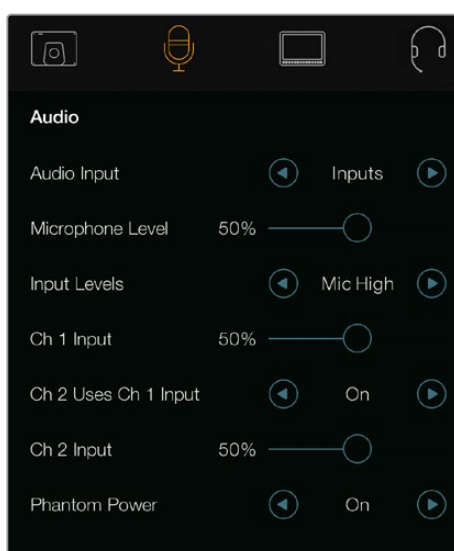 Audio
Audio Input Inputs
Microphone Level 50%
Input Levels Mic High
Ch 1 Input 50%
Ch 2 Uses Ch 1 Input On
Ch 2 Input 50%
Phantom Power On